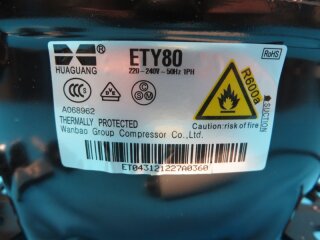 HUAGUANG
ETY80
220-240V~50Hz 1PH
RoHS
R600a
A068962
THERMALLY PROTECTED
Wanbao Group Compressor Co.,Ltd.
Caution:risk of fire
SUCTION
ET043121227A0360